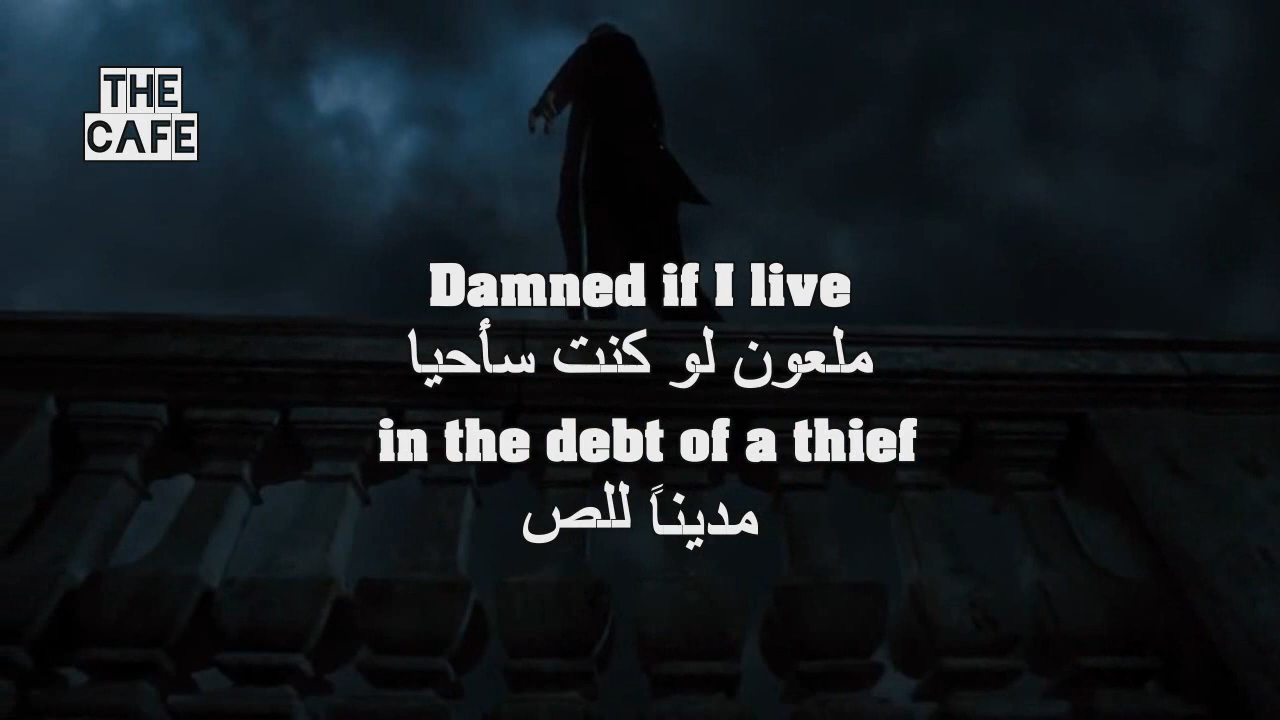 THE
CAFE
Damned if I live
ملعون لو كنت سأحيا
in the debt of a thief
مديناً للص